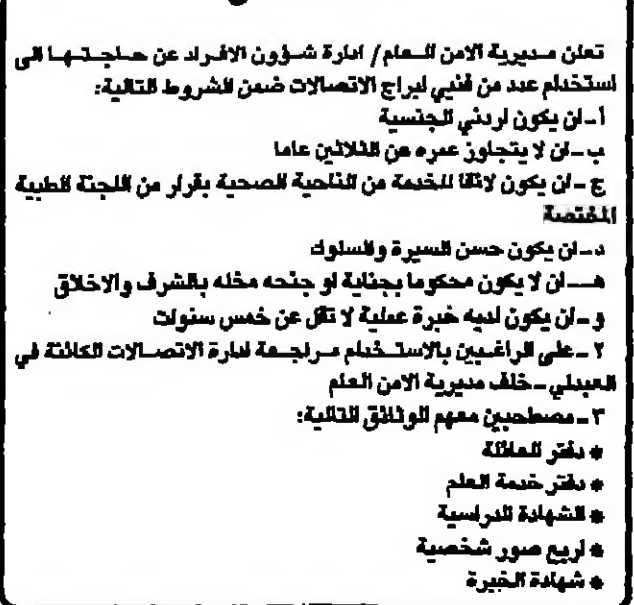 تعلن مديرية الامن العام / ادارة شؤون الافراد عن حاجتها الى
استخدام عدد من فنيي ابراج الاتصالات ضمن الشروط التالية:
أ ـ ان يكون اردني الجنسية
ب ـ ان لا يتجاوز عمره عن الثلاثين عاما
ج ـ ان يكون لائقا للخدمة من الناحية الصحية بقرار من اللجنة الطبية
المختصة
د ـ ان يكون حسن السيرة والسلوك
هـ ـ ان لا يكون محكوما بجناية او جنحه مخله بالشرف والاخلاق
و ـ ان يكون لديه خبرة عملية لا تقل عن خمس سنوات
٢ ـ على الراغبين بالاستخدام مراجعة ادارة الاتصالات الكائنة في
العبدلي ـ خلف مديرية الامن العام
٣ ـ مصطحبين معهم الوثائق التالية:
* دفتر العائلة
* دفتر خدمة العلم
* الشهادة الدراسية
* اربع صور شخصية
* شهادة الخبرة